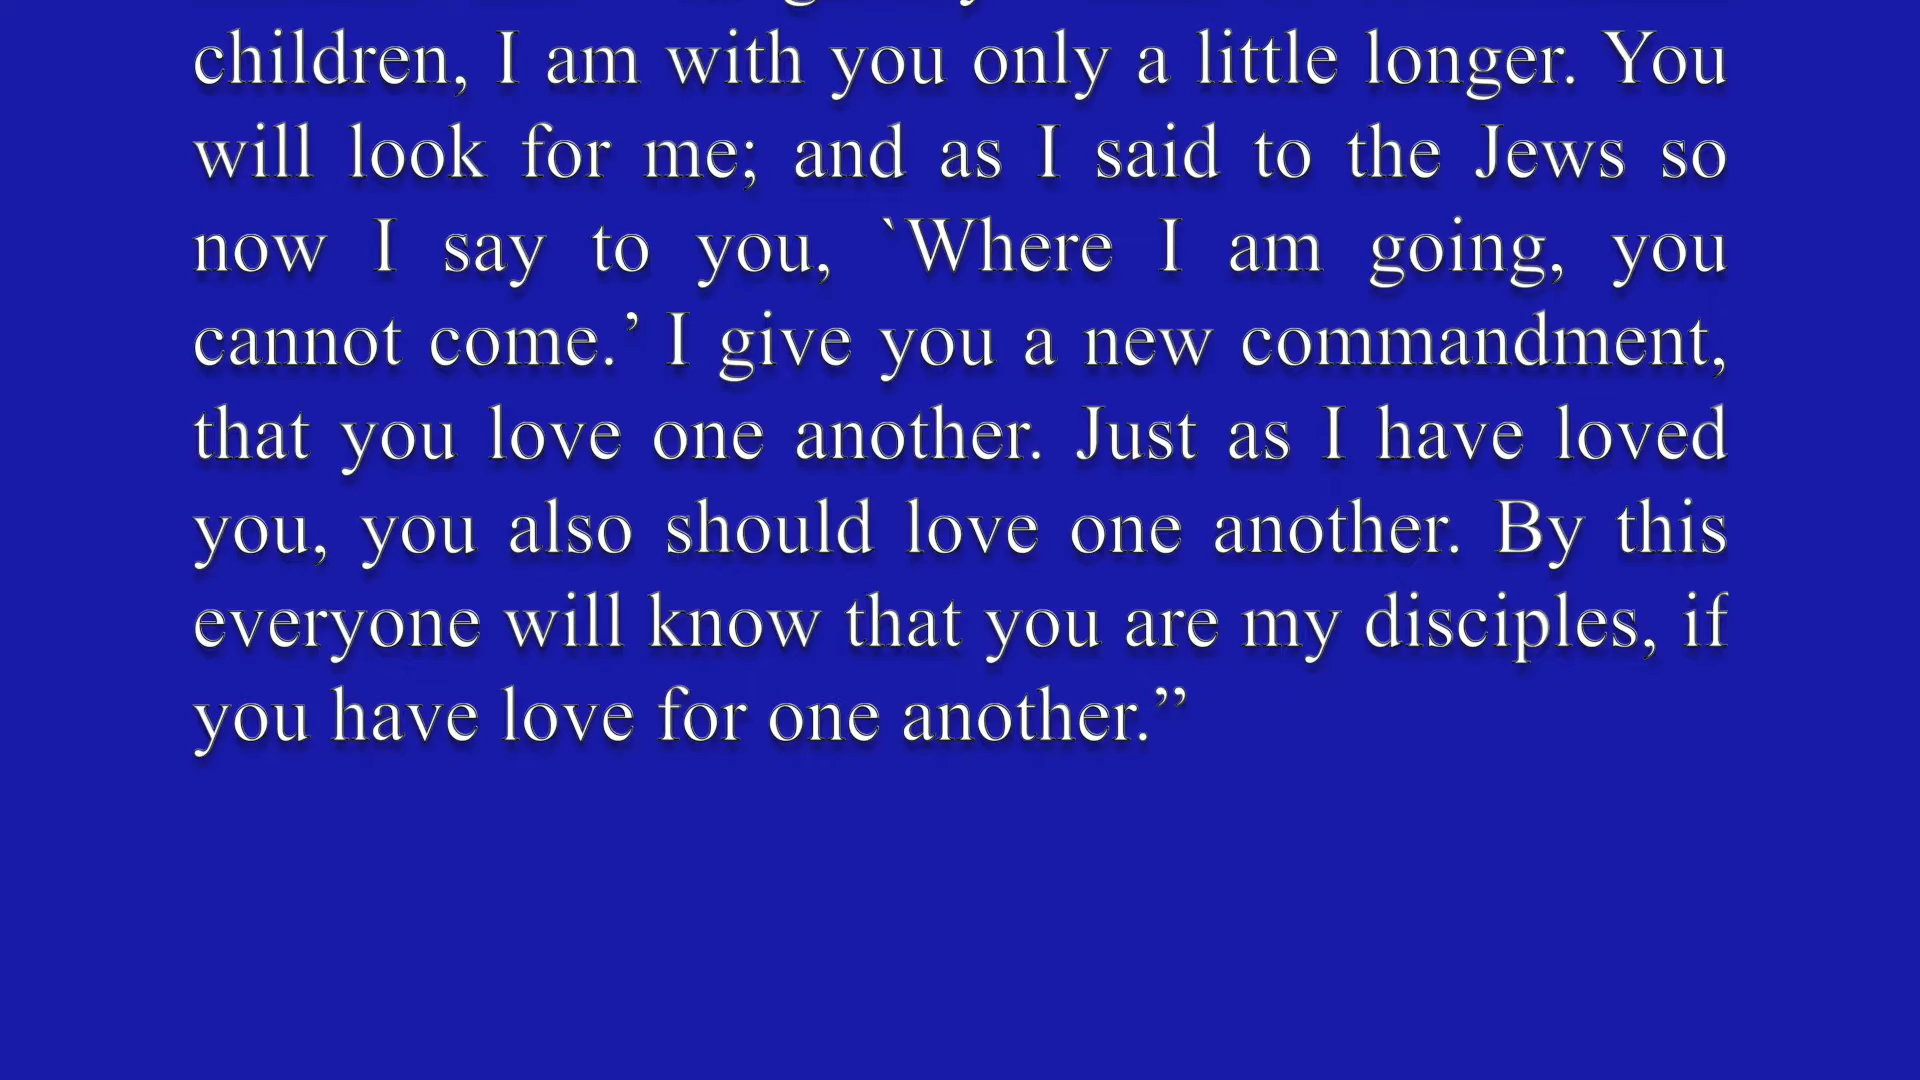 children, I am with you only a little longer. You
will look for me; and as I said to the Jews so
now I say to you, `Where I am going, you
cannot come.’ I give you a new commandment,
that you love one another. Just as I have loved
you, you also should love one another. By this
everyone will know that you are my disciples, if
you have love for one another.”